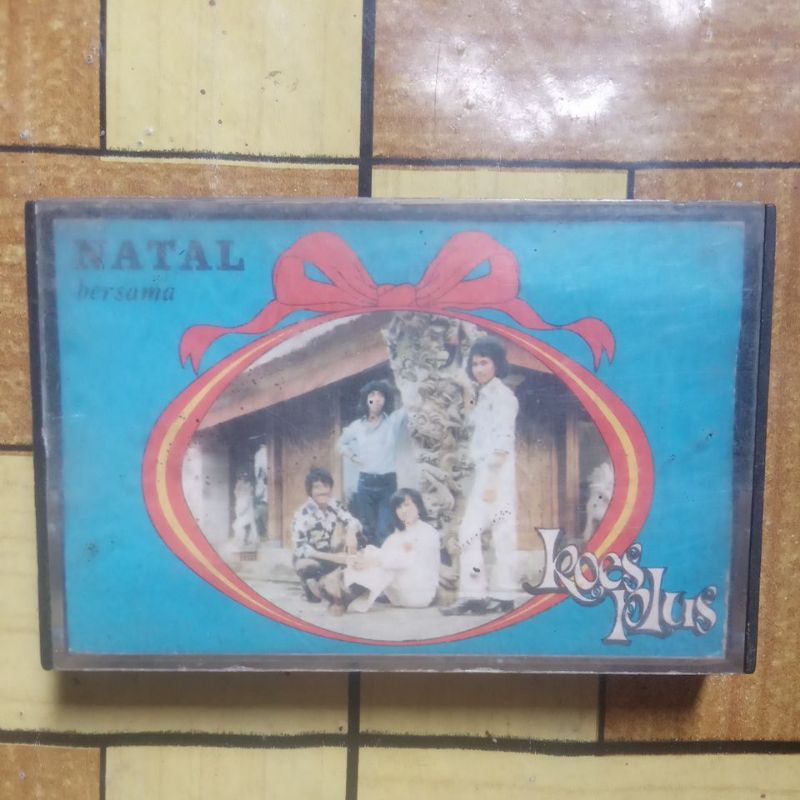 NATAL
bersama
Koes
Plus